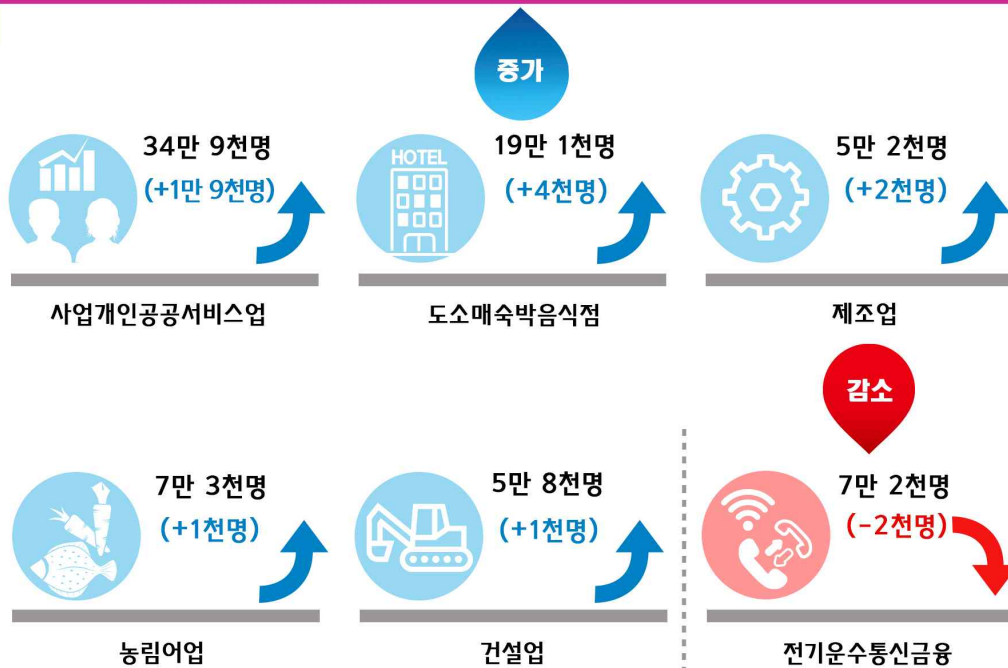 증가
34만 9천명
(+1만 9천명)
사업개인공공서비스업
HOTEL
19만 1천명
(+4천명)
도소매숙박음식점
5만 2천명
(+2천명)
제조업
감소
7만 3천명
(+1천명)
농림어업
5만 8천명
(+1천명)
건설업
7만 2천명
(-2천명)
전기운수통신금융